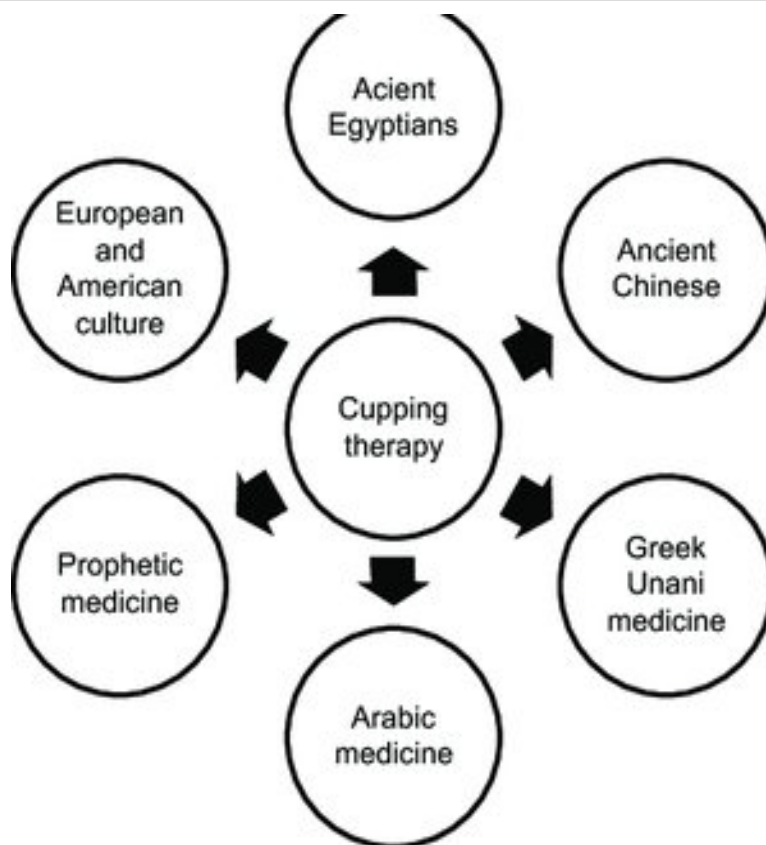 Acient
Egyptians
European
and
American
culture
Ancient
Chinese
Cupping
therapy
Prophetic
medicine
Greek
Unani
medicine
Arabic
medicine